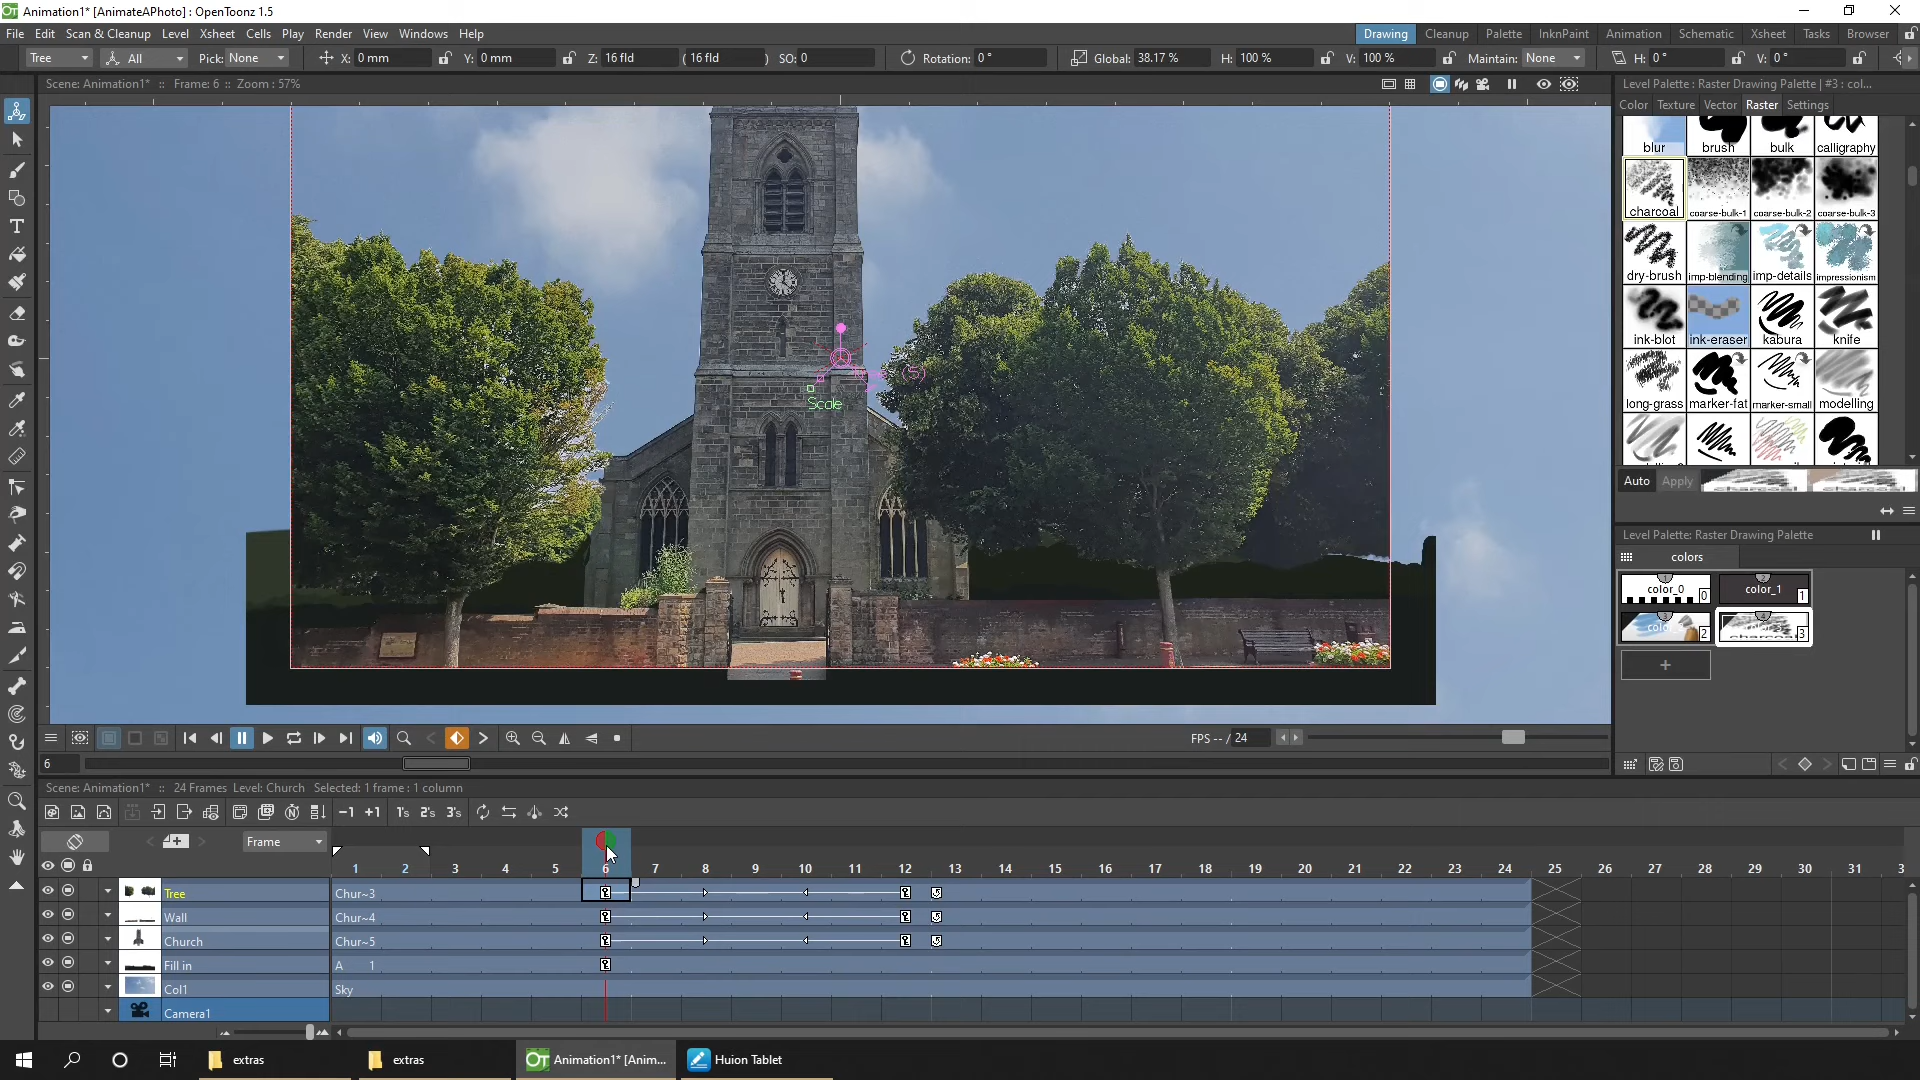 Animation1* [AnimateAPhoto] : OpenToonz 1.5
File Edit Scan & Cleanup Level Xsheet Cells Play Render View Windows Help
Drawing Cleanup Palette InknPaint Animation Schematic Xsheet Tasks Browser
Tree All Pick: None X: 0 mm Y: 0 mm Z: 16 fld ( 16 fld ) SO: 0 Rotation: 0 ° Global: 38.17 % H: 100 % V: 100 % Maintain: None H: 0 ° V: 0 °
Scene: Animation1* :: Frame: 6 :: Zoom : 57%
Level Palette : Raster Drawing Palette | #3 : col...
Color Texture Vector Raster Settings
blur brush bulk calligraphy
charcoal coarse-bulk-1 coarse-bulk-2 coarse-bulk-3
dry-brush imp-blending imp-details impressionism
ink-blot ink-eraser kabura knife
long-grass marker-fat marker-small modelling
Scale
(5)
Auto Apply
Level Palette: Raster Drawing Palette
colors
color_0 0 color_1 1
2 3
FPS -- / 24
6
Scene: Animation1* :: 24 Frames Level: Church Selected: 1 frame : 1 column
-1 +1 1's 2's 3's
Frame
1 2 3 4 5 6 7 8 9 10 11 12 13 14 15 16 17 18 19 20 21 22 23 24 25 26 27 28 29 30 31 3
Tree Chur~3
Wall Chur~4
Church Chur~5
Fill in A 1
Col1 Sky
Camera1
extras extras Animation1* [Anim... Huion Tablet